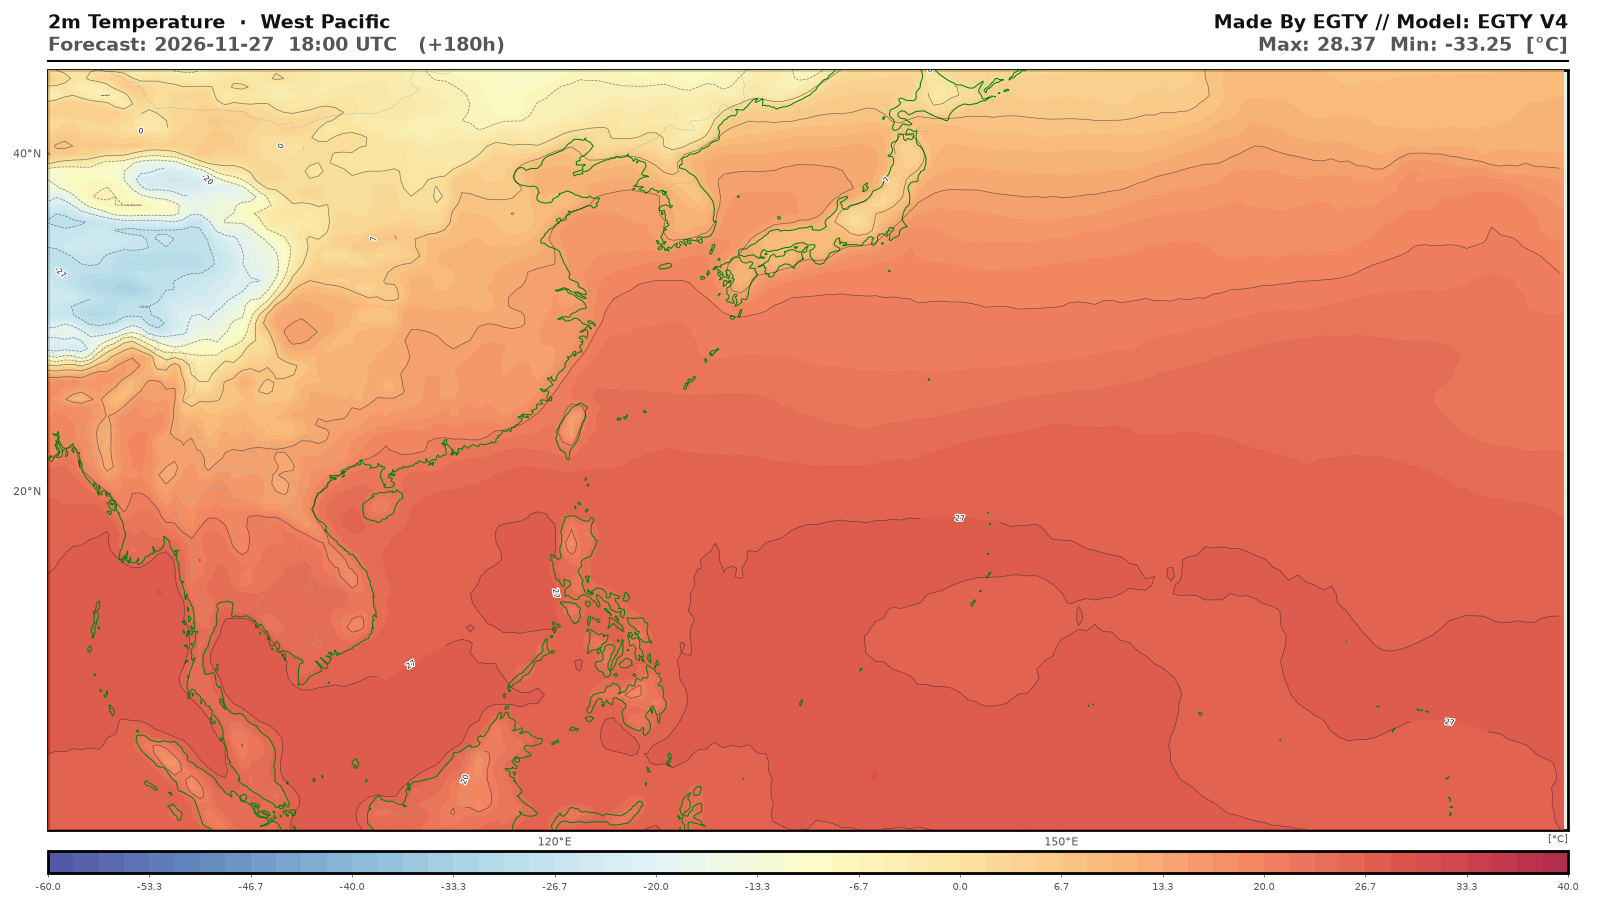 2m Temperature · West Pacific
Made By EGTY // Model: EGTY V4
Forecast: 2026-11-27 18:00 UTC (+180h)
Max: 28.37 Min: -33.25 [°C]
0
0
40°N
-20
7
7
-27
20°N
27
27
27
27
20
120°E
150°E
[°C]
-60.0 -53.3 -46.7 -40.0 -33.3 -26.7 -20.0 -13.3 -6.7 0.0 6.7 13.3 20.0 26.7 33.3 40.0